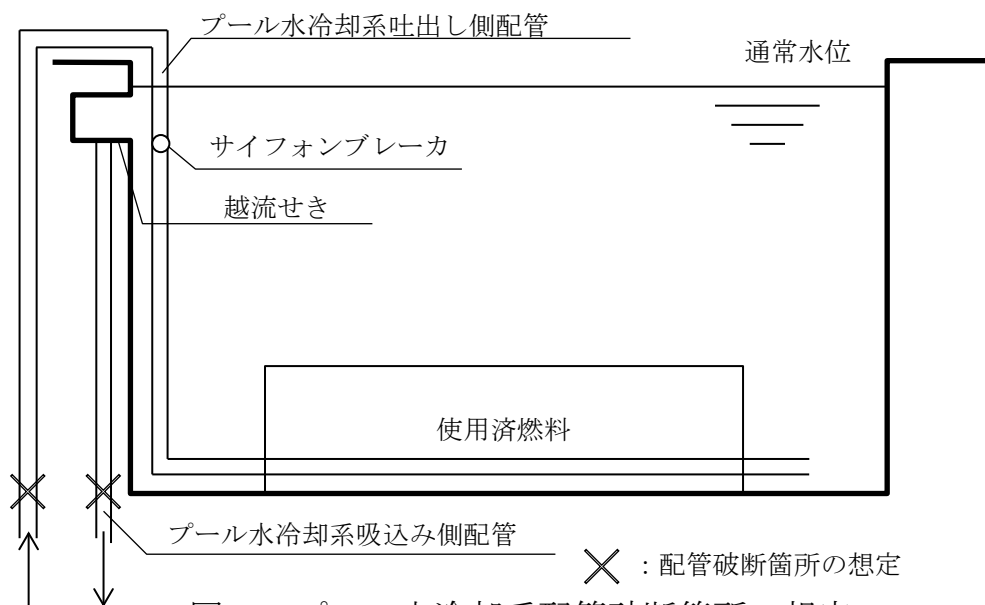 プール水冷却系吐出し側配管
通常水位
サイフォンブレーカ
越流せき
使用済燃料
プール水冷却系吸込み側配管
：配管破断箇所の想定